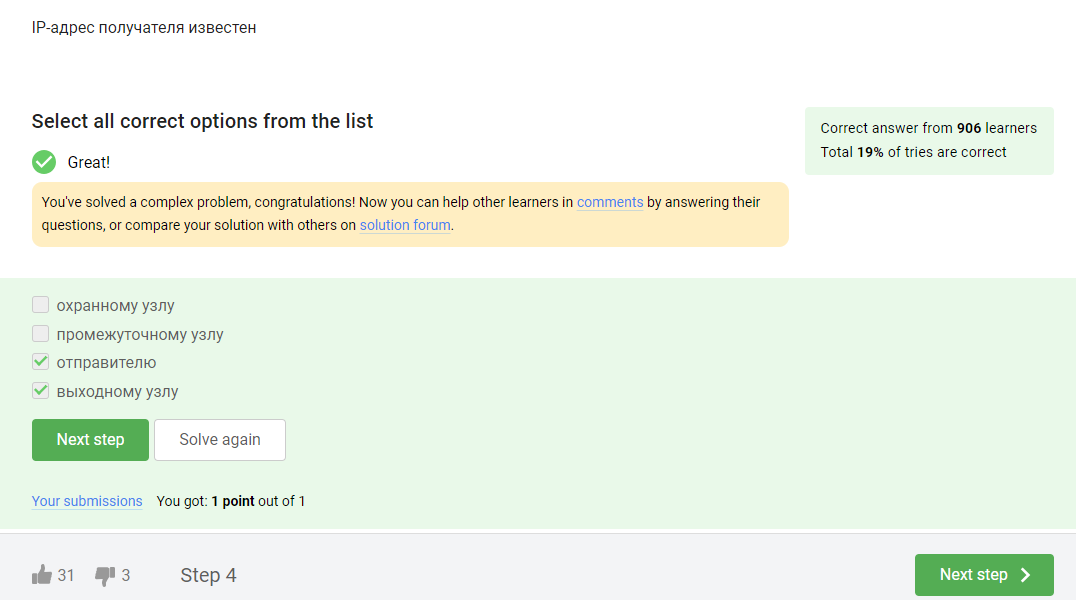 IP-адрес получателя известен
Select all correct options from the list
Correct answer from 906 learners
Total 19% of tries are correct
Great!
You've solved a complex problem, congratulations! Now you can help other learners in comments by answering their
questions, or compare your solution with others on solution forum.
охранному узлу
промежуточному узлу
отправителю
выходному узлу
Next step
Solve again
Your submissions You got: 1 point out of 1
31
3
Step 4
Next step